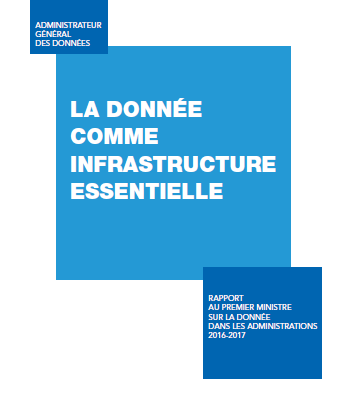 ADMINISTRATEUR
GÉNÉRAL
DES DONNÉES
LA DONNÉE
COMME
INFRASTRUCTURE
ESSENTIELLE
RAPPORT
AU PREMIER MINISTRE
SUR LA DONNÉE
DANS LES ADMINISTRATIONS
2016-2017